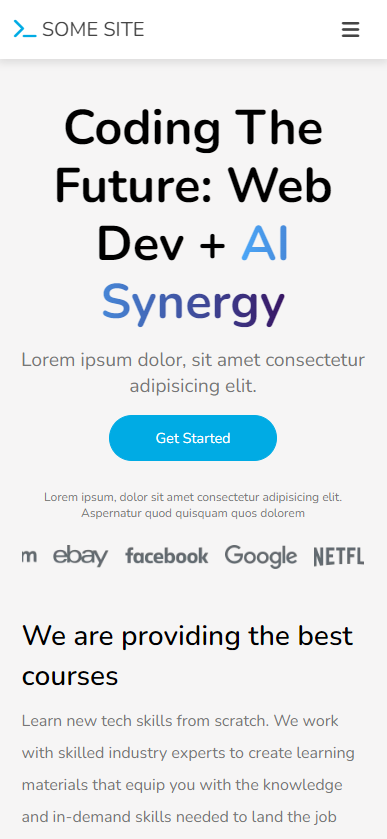 SOME SITE
Coding The
Future: Web
Dev + AI
Synergy
Lorem ipsum dolor, sit amet consectetur
adipisicing elit.
Get Started
Lorem ipsum, dolor sit amet consectetur adipisicing elit.
Aspernatur quod quisquam quos dolorem
m ebay facebook Google NETFL
We are providing the best
courses
Learn new tech skills from scratch. We work
with skilled industry experts to create learning
materials that equip you with the knowledge
and in-demand skills needed to land the job